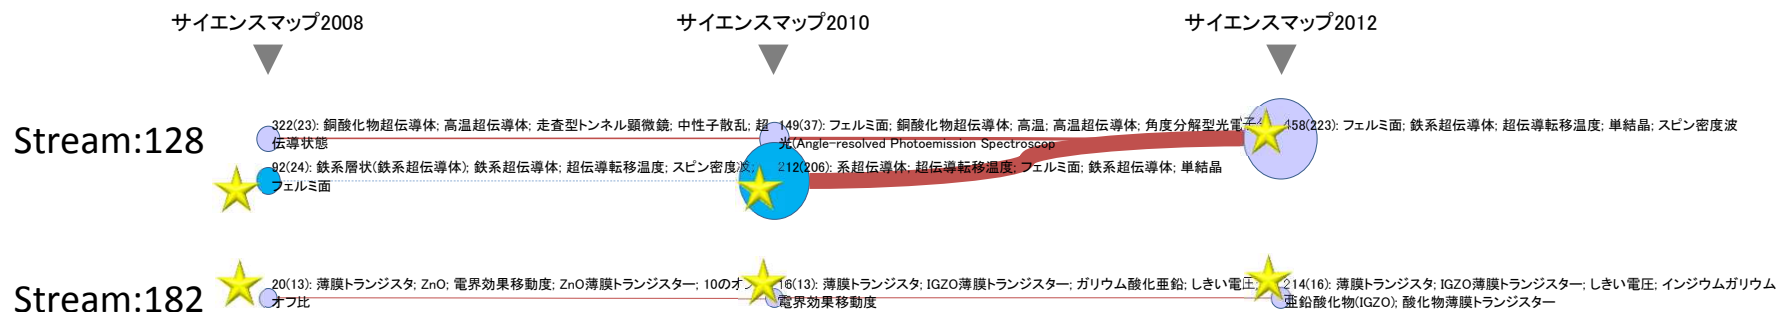 サイエンスマップ2008
サイエンスマップ2010
サイエンスマップ2012
Stream:128
322(23): 銅酸化物超伝導体; 高温超伝導体; 走査型トンネル顕微鏡; 中性子散乱; 超
伝導状態
149(37): フェルミ面; 銅酸化物超伝導体; 高温; 高温超伝導体; 角度分解型光電子
光(Angle-resolved Photoemission Spectroscop
458(223): フェルミ面; 鉄系超伝導体; 超伝導転移温度; 単結晶; スピン密度波
92(24): 鉄系層状(鉄系超伝導体); 鉄系超伝導体; 超伝導転移温度; スピン密度波;
フェルミ面
212(206): 系超伝導体; 超伝導転移温度; フェルミ面; 鉄系超伝導体; 単結晶
Stream:182
20(13): 薄膜トランジスタ; ZnO; 電界効果移動度; ZnO薄膜トランジスター; 10のオン
オフ比
16(13): 薄膜トランジスタ; IGZO薄膜トランジスター; ガリウム酸化亜鉛; しきい電圧;
電界効果移動度
214(16): 薄膜トランジスタ; IGZO薄膜トランジスター; しきい電圧; インジウムガリウム
亜鉛酸化物(IGZO); 酸化物薄膜トランジスター